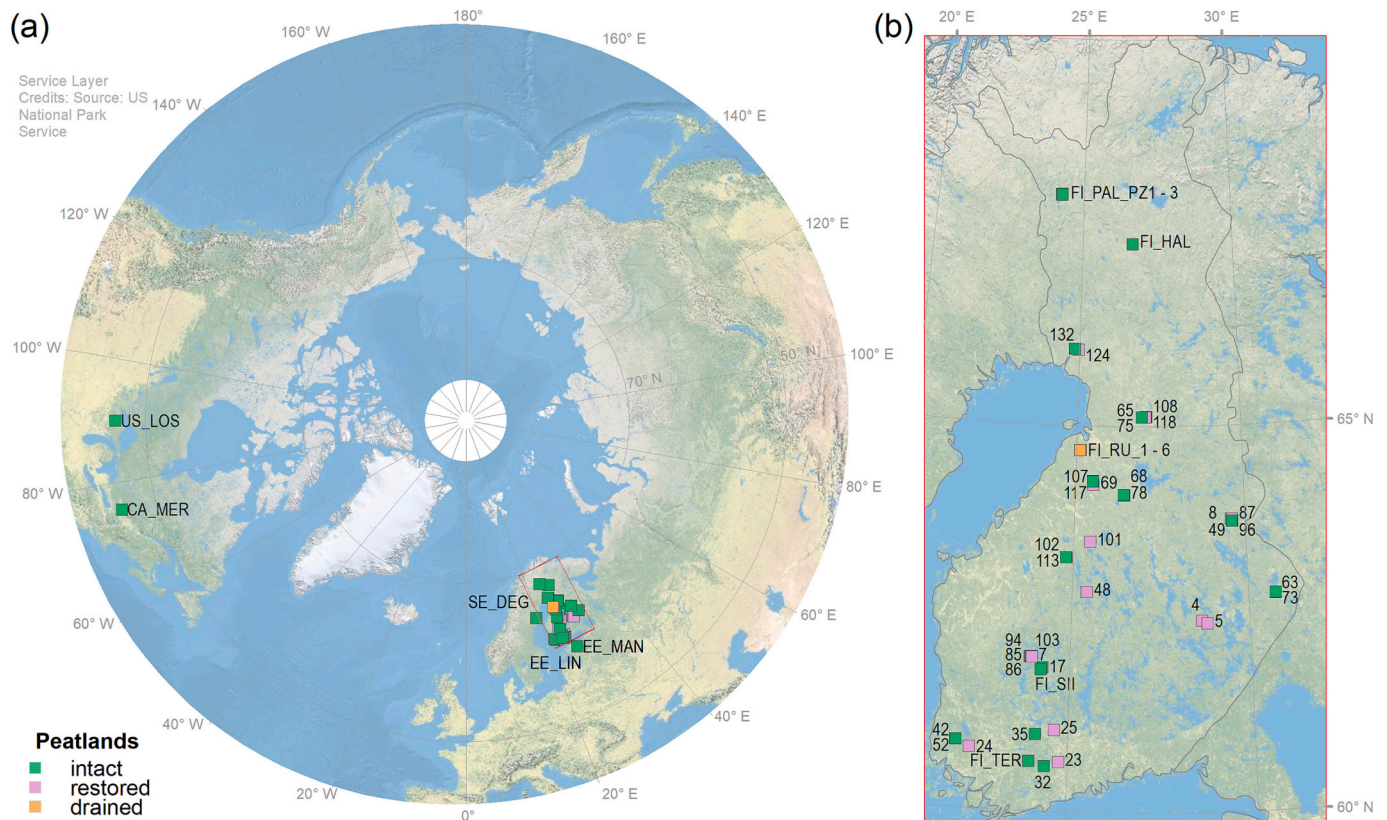 (a)
180°
160° W
160° E
Service Layer
Credits: Source: US
National Park
Service
140° W
140° E
120° W
120° E
100° W
50° N
100° E
70° N
US_LOS
80° W
CA_MER
80° E
60° W
SE_DEG
EE_MAN
EE_LIN
60° E
40° W
40° E
20° W
0°
20° E
Peatlands
intact
restored
drained
(b)
20° E
25° E
30° E
FI_PAL_PZ1 - 3
FI_HAL
132
124
65
75
108
118
65° N
FI_RU_1 - 6
107
117
69
68
78
8
49
87
96
101
102
113
48
63
73
4
5
94
85
86
103
7
17
FI_SII
42
52
24
35
25
FI_TER
23
32
60° N